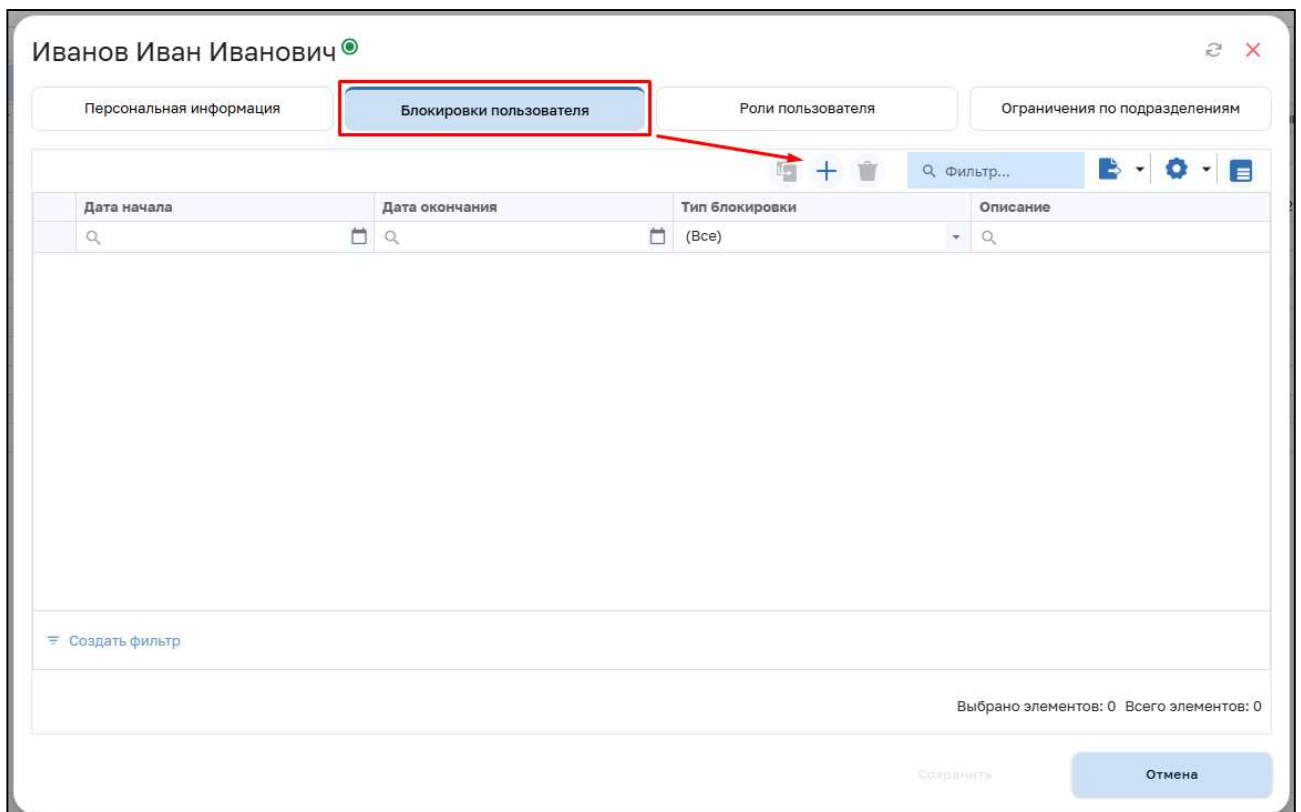 Иванов Иван Иванович
Персональная информация Блокировки пользователя Роли пользователя Ограничения по подразделениям
Фильтр...
Дата начала Дата окончания Тип блокировки Описание
(Все)
Создать фильтр
Выбрано элементов: 0 Всего элементов: 0
Сохранить Отмена